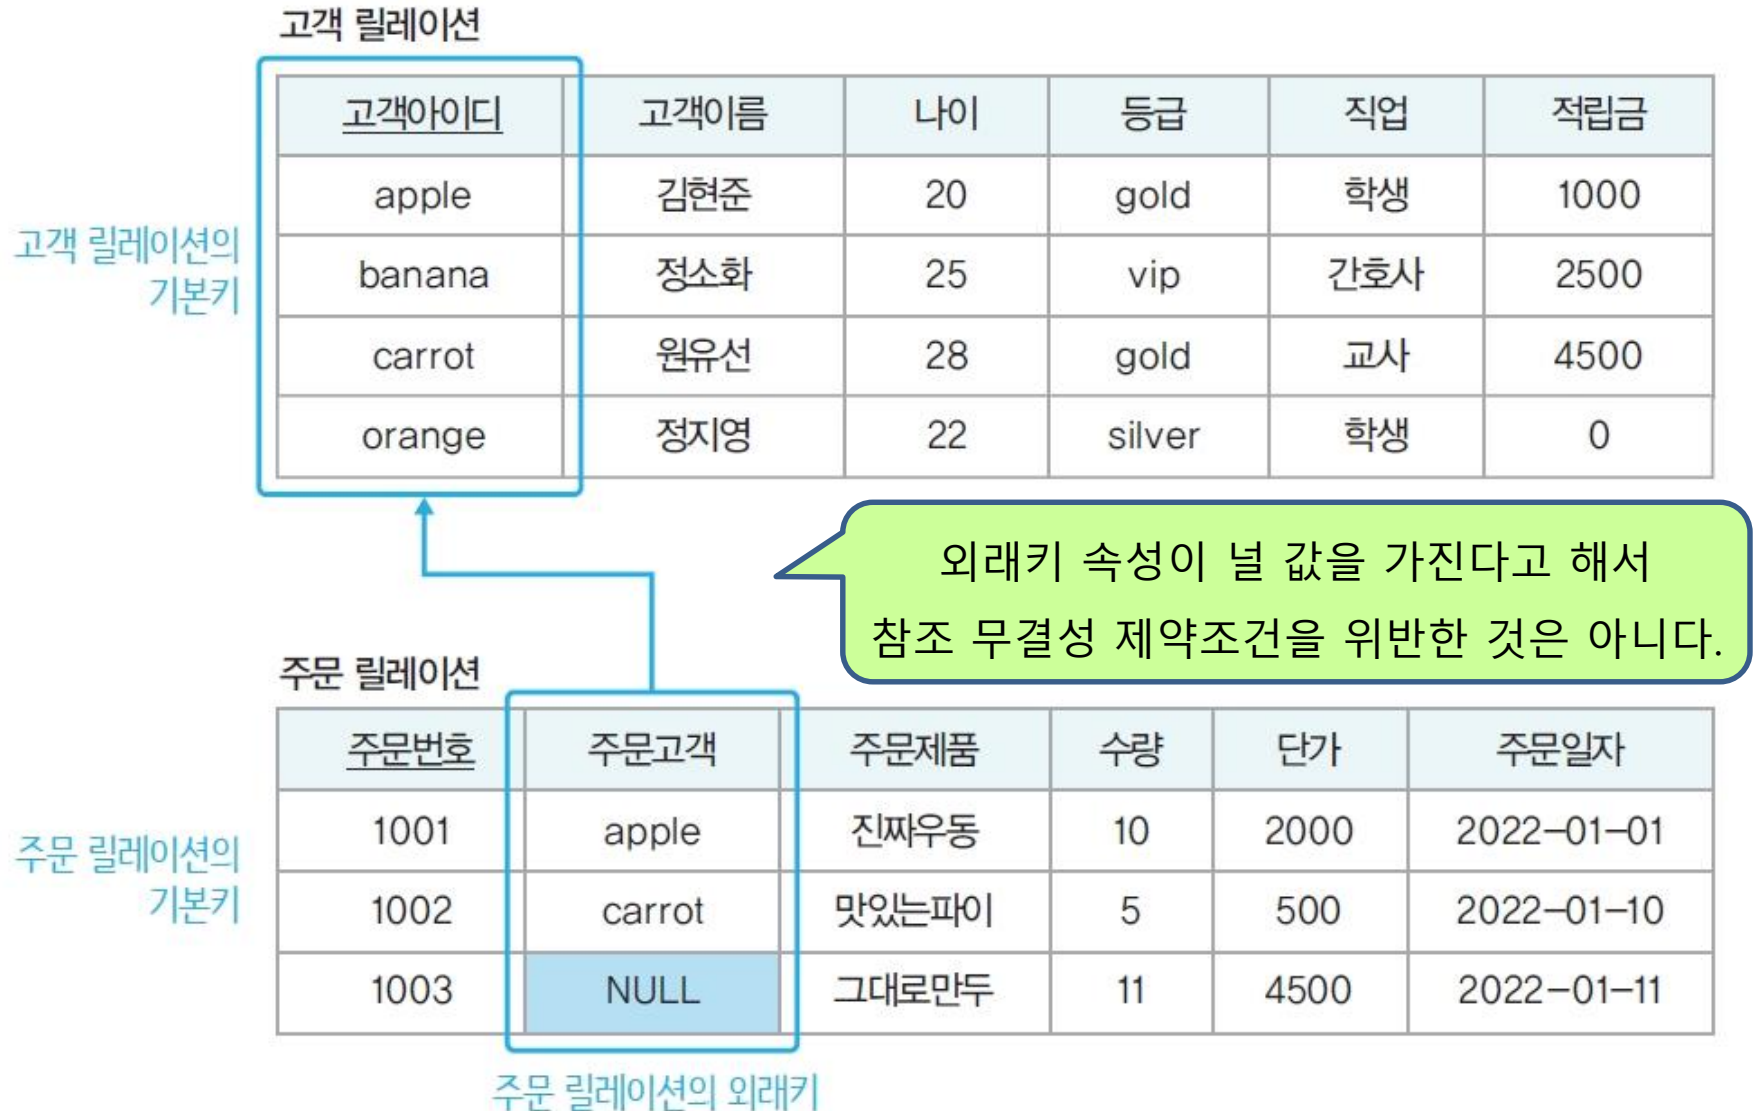 고객 릴레이션
고객아이디 고객이름 나이 등급 직업 적립금
apple 김현준 20 gold 학생 1000
고객 릴레이션의
기본키
banana 정소화 25 vip 간호사 2500
carrot 원유선 28 gold 교사 4500
orange 정지영 22 silver 학생 0
외래키 속성이 널 값을 가진다고 해서
참조 무결성 제약조건을 위반한 것은 아니다.
주문 릴레이션
주문번호 주문고객 주문제품 수량 단가 주문일자
1001 apple 진짜우동 10 2000 2022-01-01
주문 릴레이션의
기본키
1002 carrot 맛있는파이 5 500 2022-01-10
1003 NULL 그대로만두 11 4500 2022-01-11
주문 릴레이션의 외래키